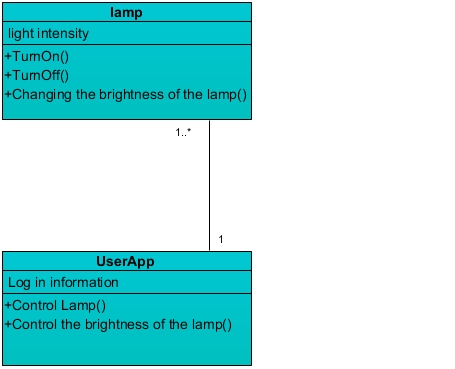 lamp
light intensity
+TurnOn()
+TurnOff()
+Changing the brightness of the lamp()
1..*
1
UserApp
Log in information
+Control Lamp()
+Control the brightness of the lamp()